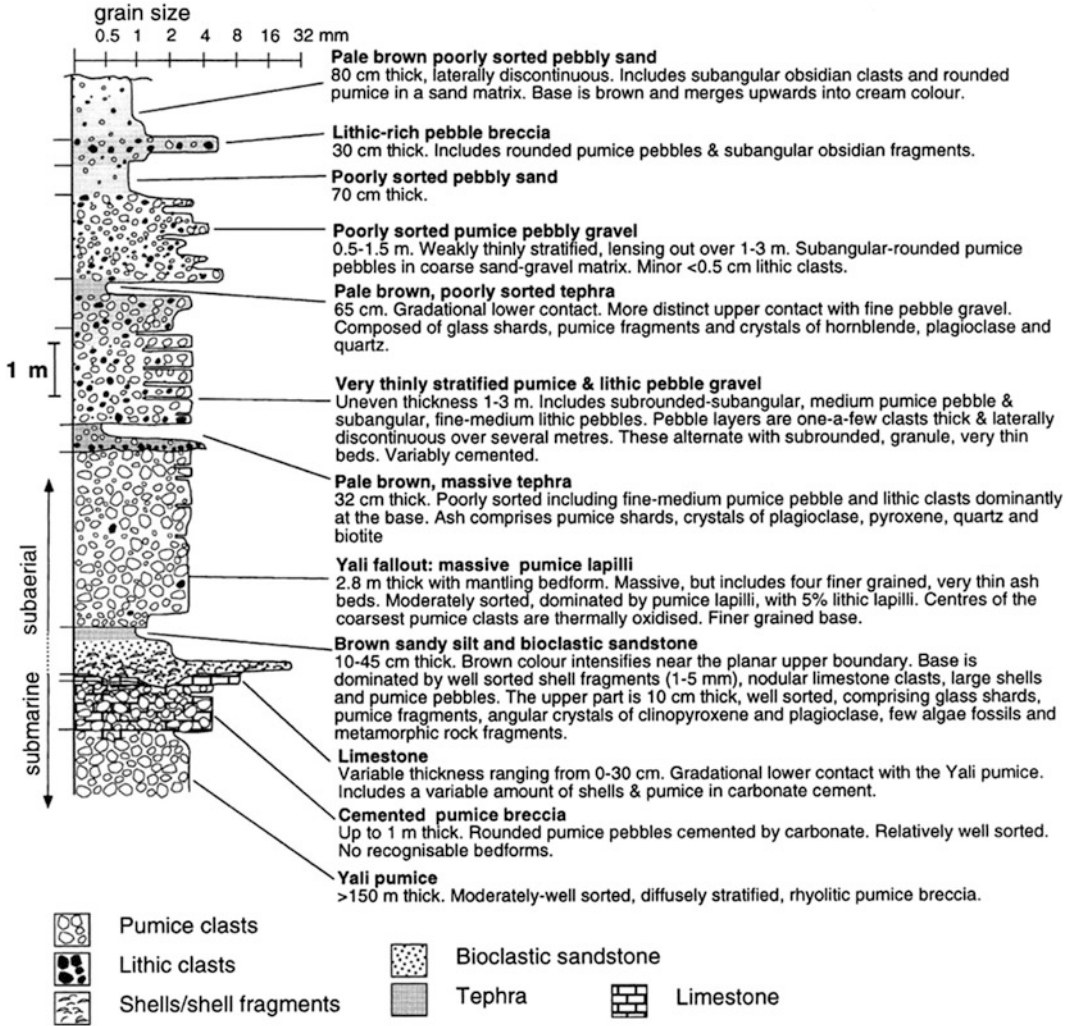 grain size
0.5 1 2 4 8 16 32 mm
Pale brown poorly sorted pebbly sand
80 cm thick, laterally discontinuous. Includes subangular obsidian clasts and rounded
pumice in a sand matrix. Base is brown and merges upwards into cream colour.
Lithic-rich pebble breccia
30 cm thick. Includes rounded pumice pebbles & subangular obsidian fragments.
Poorly sorted pebbly sand
70 cm thick.
Poorly sorted pumice pebbly gravel
0.5-1.5 m. Weakly thinly stratified, lensing out over 1-3 m. Subangular-rounded pumice
pebbles in coarse sand-gravel matrix. Minor <0.5 cm lithic clasts.
Pale brown, poorly sorted tephra
65 cm. Gradational lower contact. More distinct upper contact with fine pebble gravel.
Composed of glass shards, pumice fragments and crystals of hornblende, plagioclase and
quartz.
1 m
Very thinly stratified pumice & lithic pebble gravel
Uneven thickness 1-3 m. Includes subrounded-subangular, medium pumice pebble &
subangular, fine-medium lithic pebbles. Pebble layers are one-a-few clasts thick & laterally
discontinuous over several metres. These alternate with subrounded, granule, very thin
beds. Variably cemented.
Pale brown, massive tephra
32 cm thick. Poorly sorted including fine-medium pumice pebble and lithic clasts dominantly
at the base. Ash comprises pumice shards, crystals of plagioclase, pyroxene, quartz and
biotite
subaerial
Yali fallout: massive pumice lapilli
2.8 m thick with mantling bedform. Massive, but includes four finer grained, very thin ash
beds. Moderately sorted, dominated by pumice lapilli, with 5% lithic lapilli. Centres of the
coarsest pumice clasts are thermally oxidised. Finer grained base.
Brown sandy silt and bioclastic sandstone
10-45 cm thick. Brown colour intensifies near the planar upper boundary. Base is
dominated by well sorted shell fragments (1-5 mm), nodular limestone clasts, large shells
and pumice pebbles. The upper part is 10 cm thick, well sorted, comprising glass shards,
pumice fragments, angular crystals of clinopyroxene and plagioclase, few algae fossils and
metamorphic rock fragments.
submarine
Limestone
Variable thickness ranging from 0-30 cm. Gradational lower contact with the Yali pumice.
Includes a variable amount of shells & pumice in carbonate cement.
Cemented pumice breccia
Up to 1 m thick. Rounded pumice pebbles cemented by carbonate. Relatively well sorted.
No recognisable bedforms.
Yali pumice
>150 m thick. Moderately-well sorted, diffusely stratified, rhyolitic pumice breccia.
Pumice clasts
Lithic clasts
Shells/shell fragments
Bioclastic sandstone
Tephra
Limestone